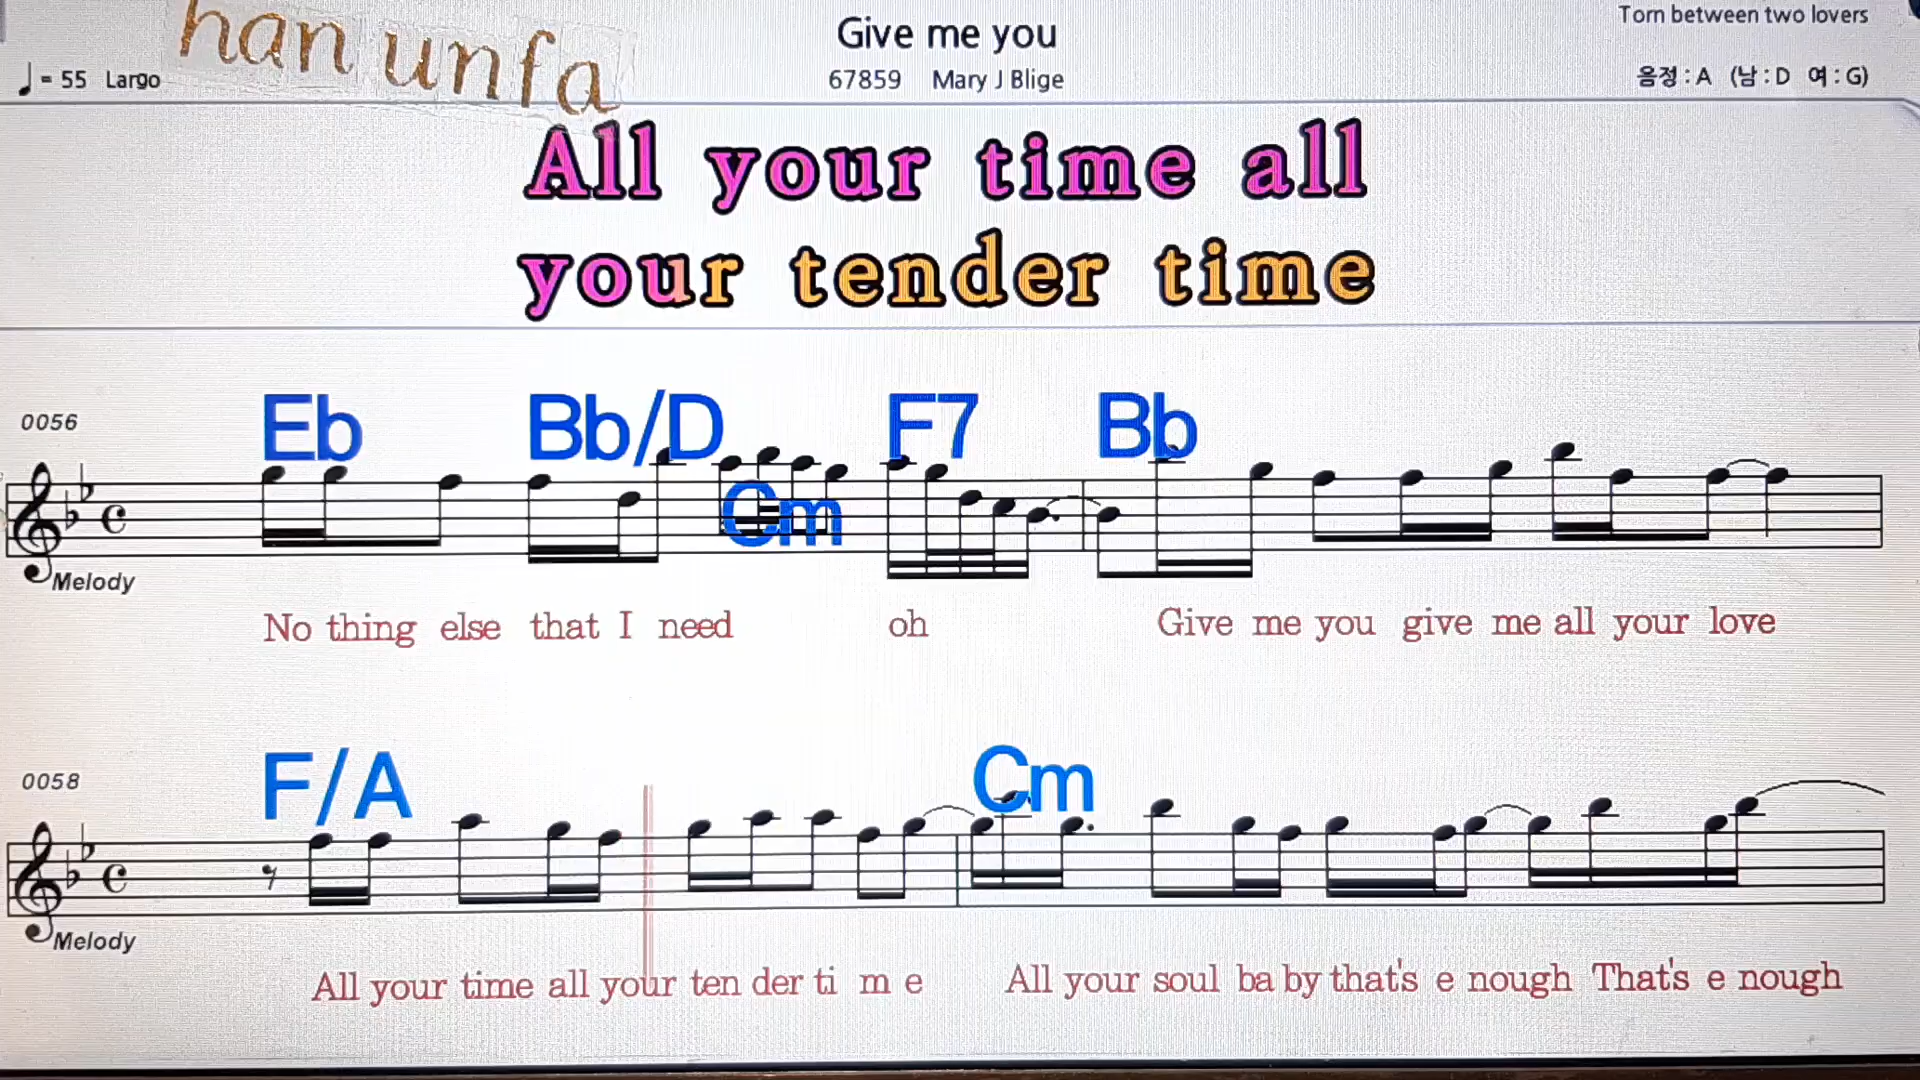 han unfa
Give me you
Torn between two lovers
= 55 Largo
67859 Mary J Blige
음정 : A (남 : D 여 : G)
All your time all
your tender time
0056
Eb Bb/D Cm F7 Bb
Melody
No thing else that I need oh Give me you give me all your love
0058
F/A Cm
Melody
All your time all your ten der ti m e All your soul ba by that's e nough That's e nough